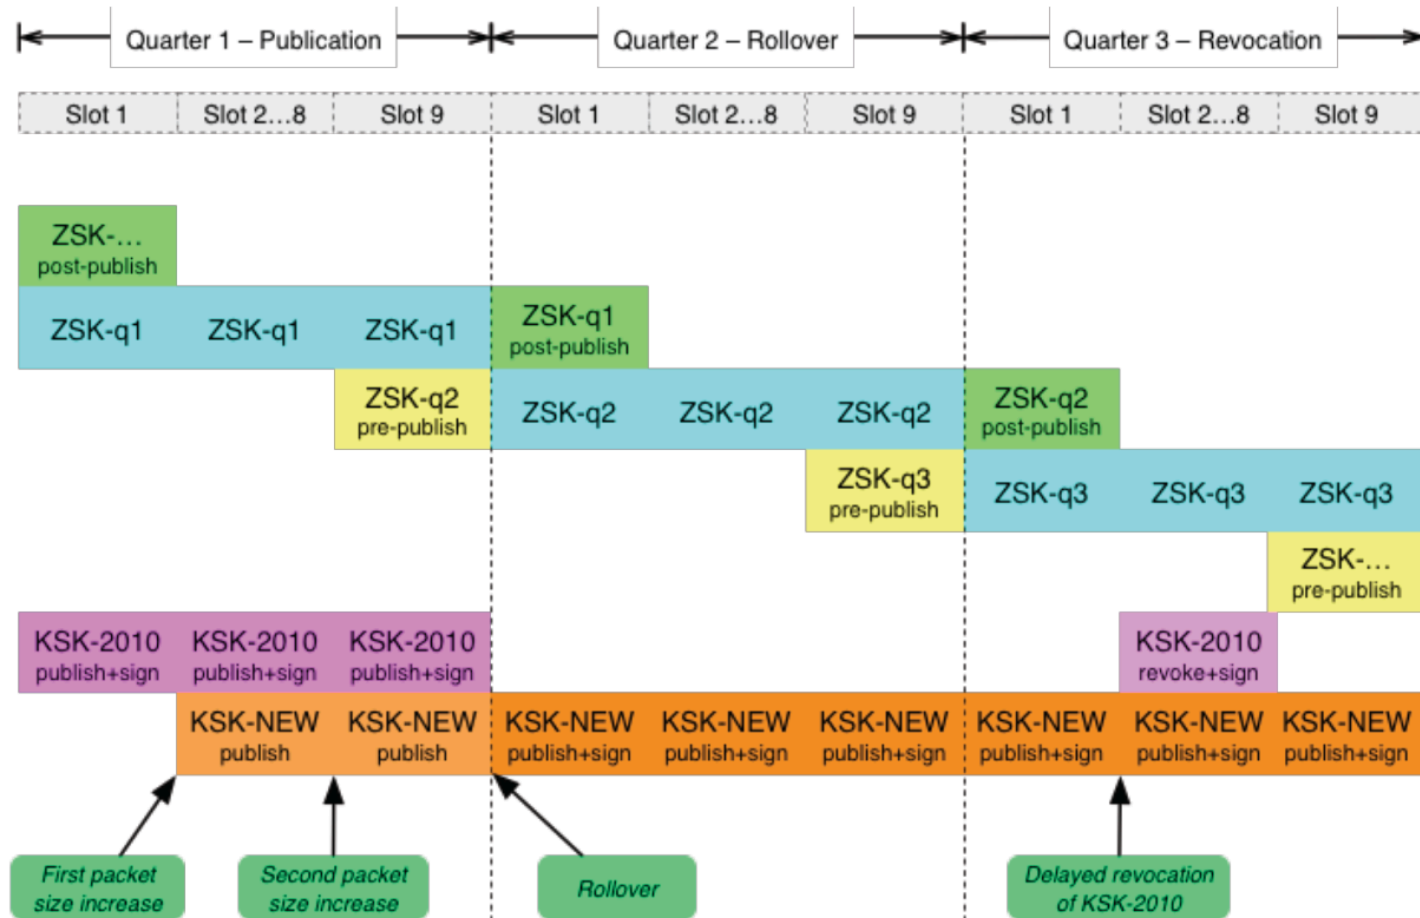 Quarter 1 – Publication
Quarter 2 – Rollover
Quarter 3 – Revocation
Slot 1
Slot 2...8
Slot 9
Slot 1
Slot 2...8
Slot 9
Slot 1
Slot 2...8
Slot 9
ZSK-...
post-publish
ZSK-q1
ZSK-q1
ZSK-q1
ZSK-q1
post-publish
ZSK-q2
pre-publish
ZSK-q2
ZSK-q2
ZSK-q2
ZSK-q2
post-publish
ZSK-q3
pre-publish
ZSK-q3
ZSK-q3
ZSK-q3
ZSK-...
pre-publish
KSK-2010
publish+sign
KSK-2010
publish+sign
KSK-2010
publish+sign
KSK-2010
revoke+sign
KSK-NEW
publish
KSK-NEW
publish
KSK-NEW
publish+sign
KSK-NEW
publish+sign
KSK-NEW
publish+sign
KSK-NEW
publish+sign
KSK-NEW
publish+sign
KSK-NEW
publish+sign
First packet
size increase
Second packet
size increase
Rollover
Delayed revocation
of KSK-2010